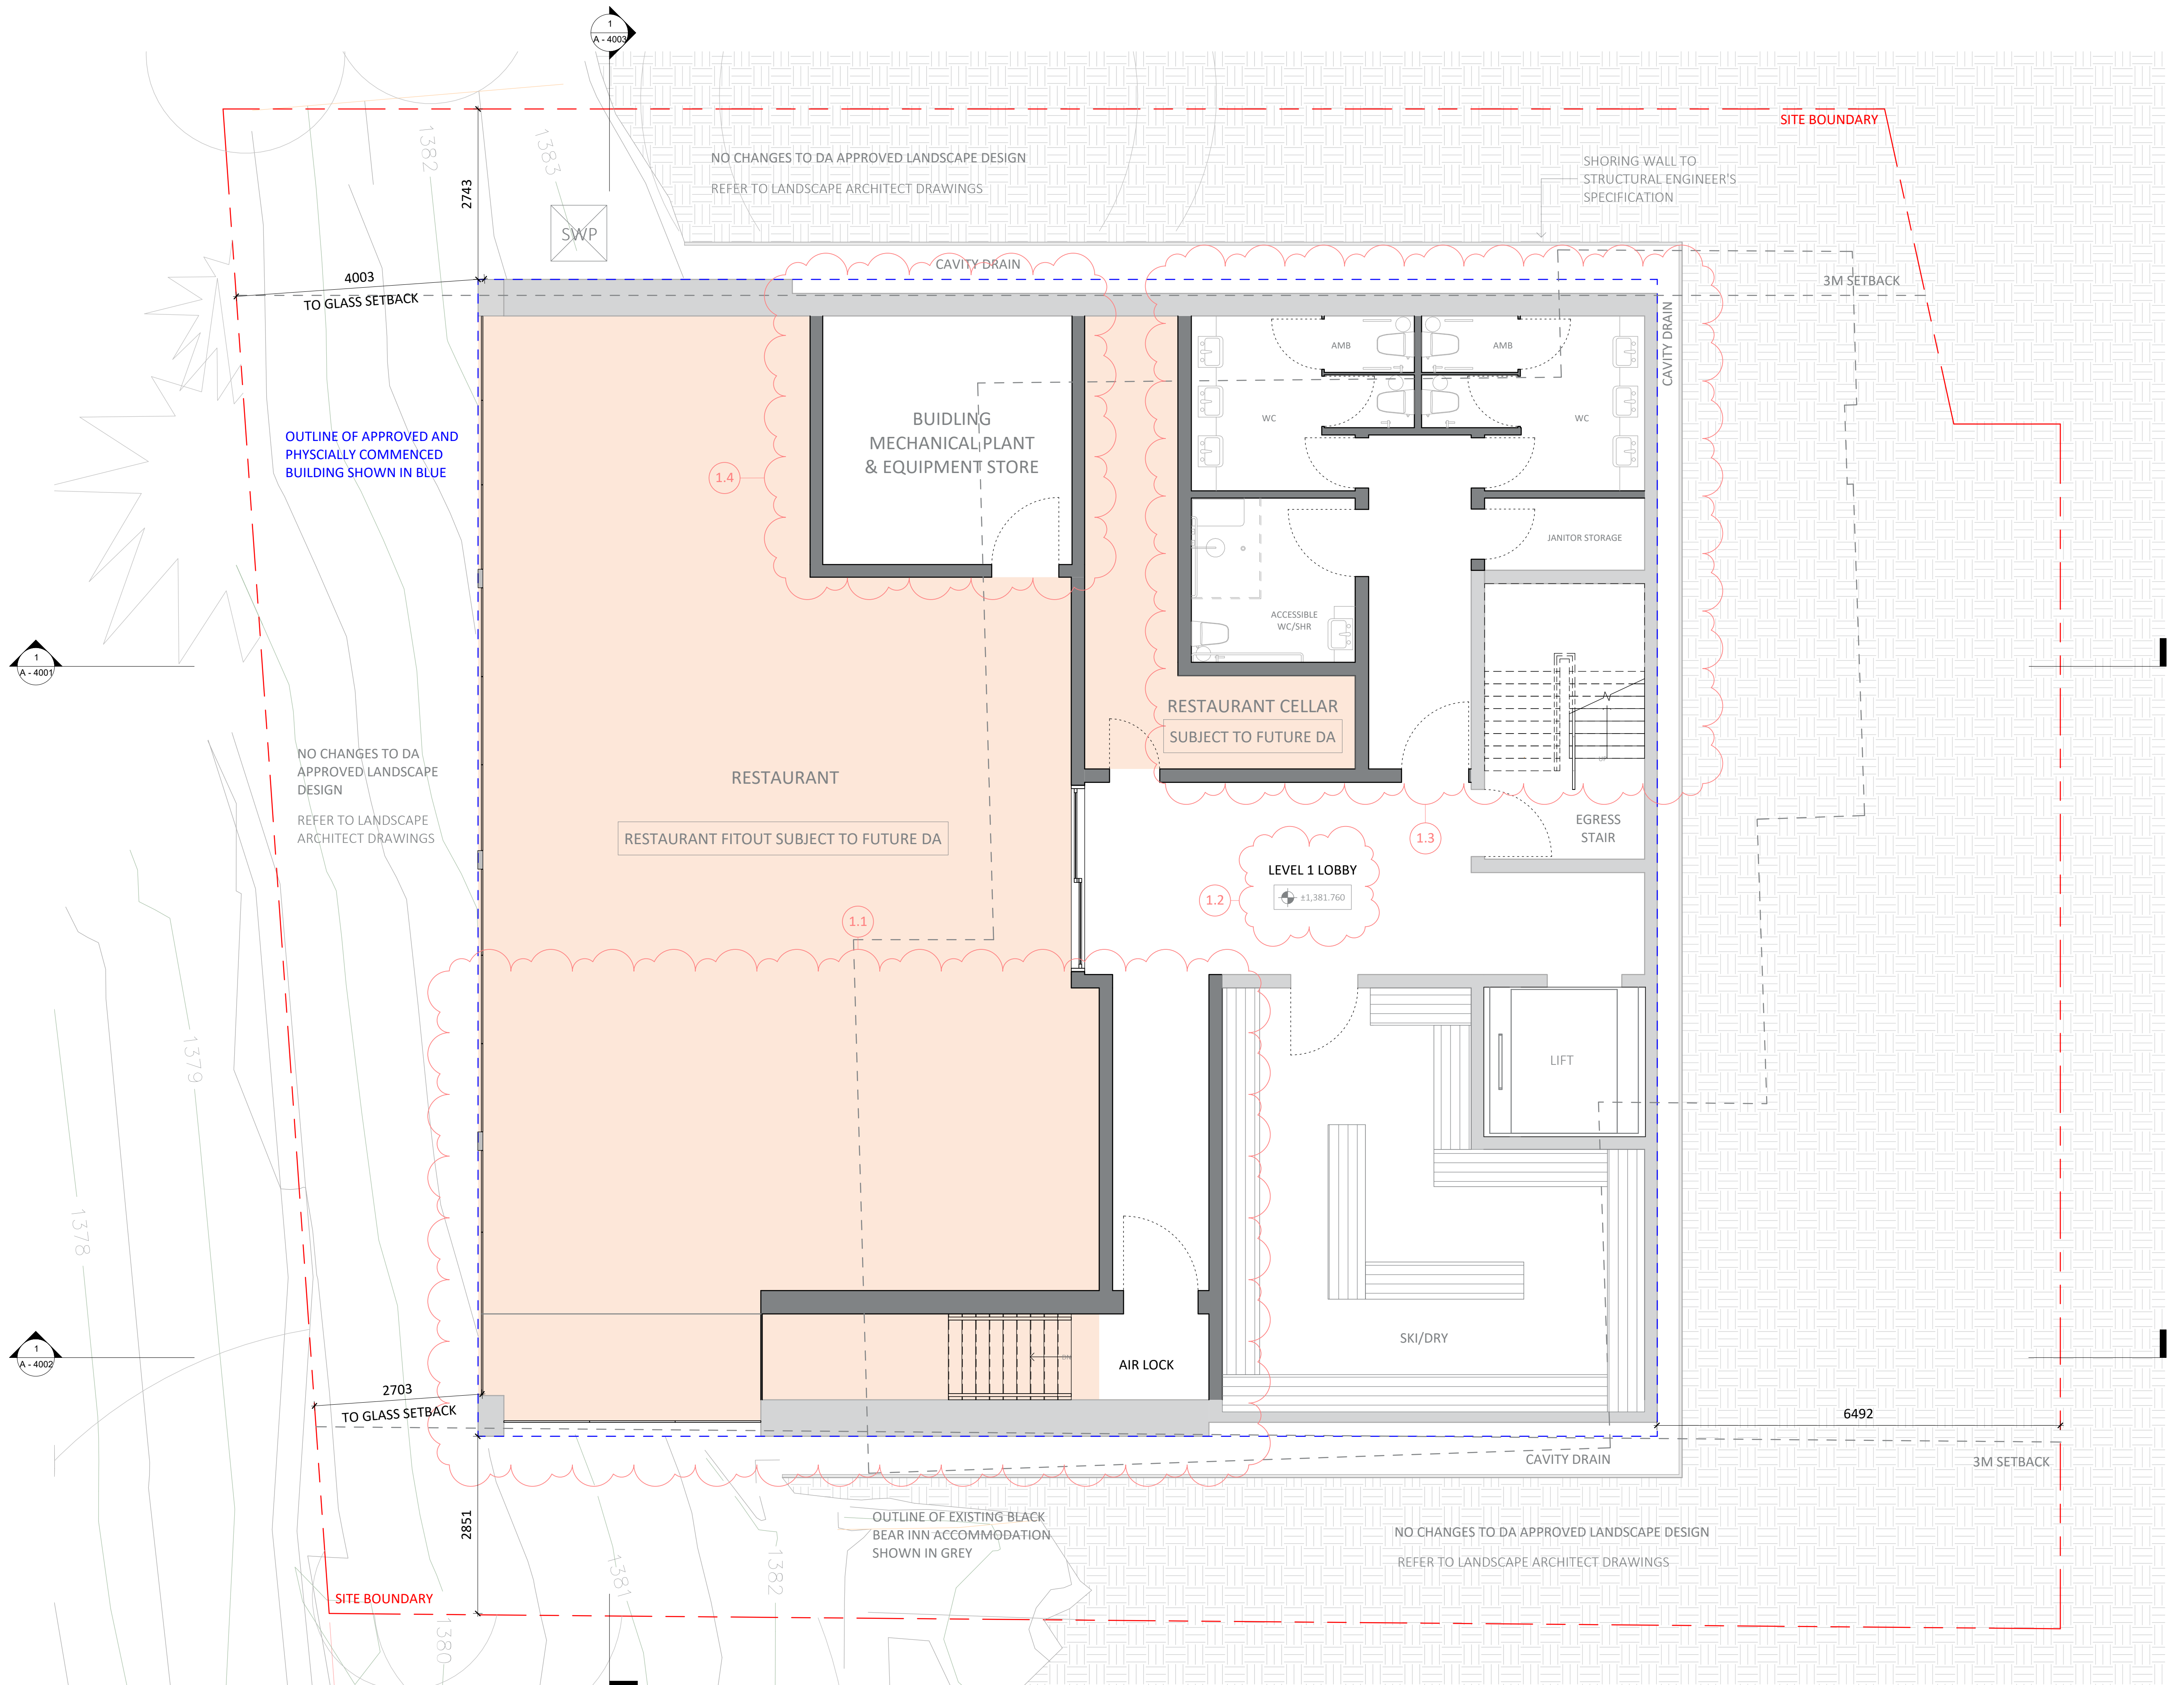 1
A - 4003
SITE BOUNDARY
1382
1383
NO CHANGES TO DA APPROVED LANDSCAPE DESIGN
REFER TO LANDSCAPE ARCHITECT DRAWINGS
SHORING WALL TO
STRUCTURAL ENGINEER'S
SPECIFICATION
2743
SWP
CAVITY DRAIN
4003
TO GLASS SETBACK
3M SETBACK
CAVITY DRAIN
AMB
AMB
WC
WC
OUTLINE OF APPROVED AND
PHYSCIALLY COMMENCED
BUILDING SHOWN IN BLUE
BUIDLING
MECHANICAL PLANT
& EQUIPMENT STORE
1.4
JANITOR STORAGE
ACCESSIBLE
WC/SHR
1
A - 4001
RESTAURANT CELLAR
SUBJECT TO FUTURE DA
UP
NO CHANGES TO DA
APPROVED LANDSCAPE
DESIGN
REFER TO LANDSCAPE
ARCHITECT DRAWINGS
RESTAURANT
RESTAURANT FITOUT SUBJECT TO FUTURE DA
1.3
EGRESS
STAIR
LEVEL 1 LOBBY
±1,381.760
1.2
1.1
1379
LIFT
1378
SKI/DRY
1
A - 4002
DN
AIR LOCK
2703
TO GLASS SETBACK
6492
CAVITY DRAIN
3M SETBACK
2851
OUTLINE OF EXISTING BLACK
BEAR INN ACCOMMODATION
SHOWN IN GREY
NO CHANGES TO DA APPROVED LANDSCAPE DESIGN
REFER TO LANDSCAPE ARCHITECT DRAWINGS
1382
1381
SITE BOUNDARY
1380